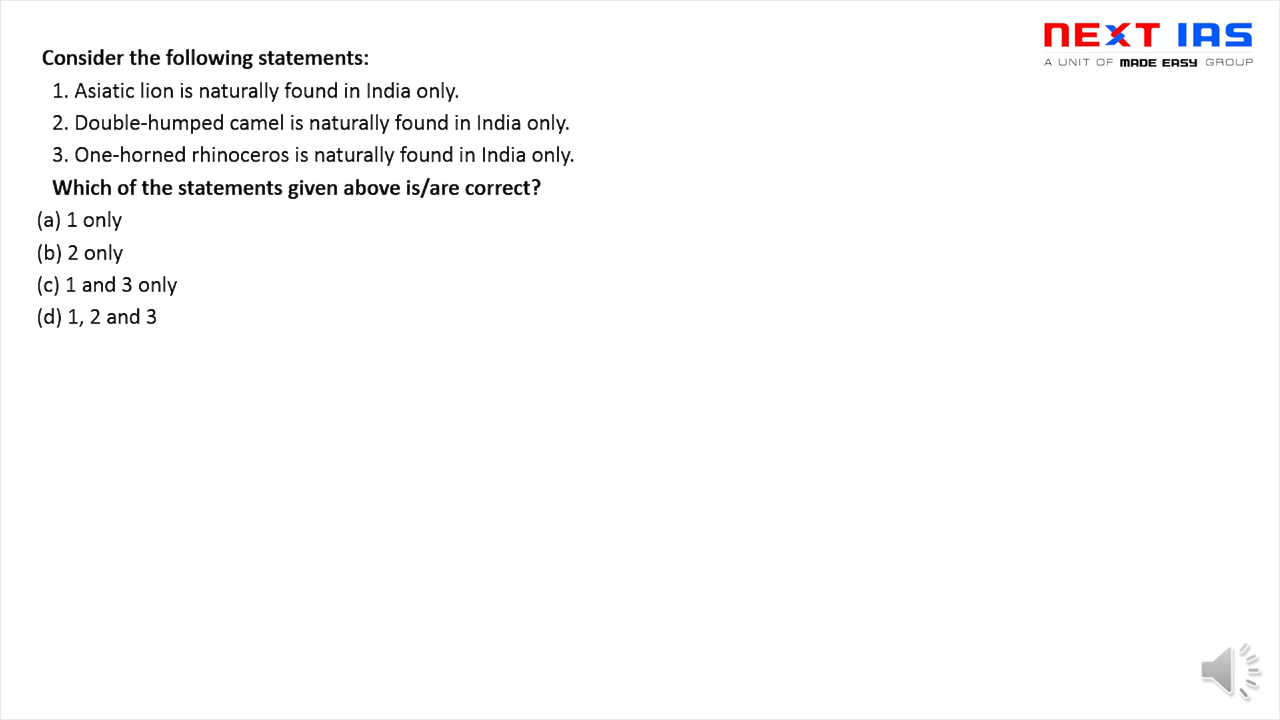 NEXT IAS
A UNIT OF MADE EASY GROUP
Consider the following statements:
1. Asiatic lion is naturally found in India only.
2. Double-humped camel is naturally found in India only.
3. One-horned rhinoceros is naturally found in India only.
Which of the statements given above is/are correct?
(a) 1 only
(b) 2 only
(c) 1 and 3 only
(d) 1, 2 and 3